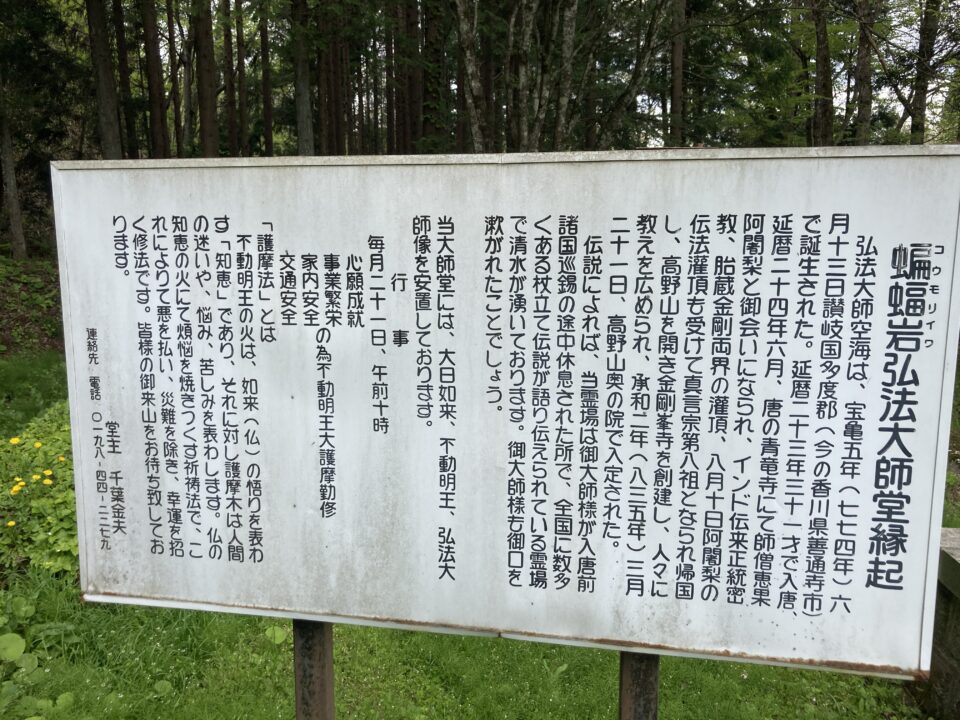 コウモリイワ
蝙蝠岩弘法大師堂縁起
弘法大師空海は、宝亀五年(七七四年)六
月十三日讃岐国多度郡(今の香川県善通寺市)
で誕生された。延暦二十三年三十一才で入唐、
延暦二十四年六月、唐の青竜寺にて師僧恵果
阿闍梨と御会いになられ、インド伝来正統密
教、胎蔵金剛両界の灌頂、八月十日阿闍梨の
伝法灌頂も受けて真言宗第八祖となられ帰国
し、高野山を開き金剛峯寺を創建し、人々に
教えを広められ、承和二年(八三五年)三月
二十一日、高野山奥の院で入定された。
伝説によれば、当霊場は御大師様が入唐前
諸国巡錫の途中休息された所で、全国に数多
くある杖立て伝説が語り伝えられている霊場
で清水が湧いております。御大師様も御口を
漱がれたことでしょう。
当大師堂には、大日如来、不動明王、弘法大
師像を安置しております。
行事
毎月二十一日、午前十時
心願成就
事業繁栄
家内安全の為不動明王大護摩勤修
交通安全
「護摩法」とは
不動明王の火は、如来(仏)の悟りを表わ
す「知恵」であり、それに対し護摩木は人間
の迷いや、悩み、苦しみを表わします。仏の
知恵の火にて煩悩を焼きつくす祈祷法で、こ
れによりて悪を払い、災難を除き、幸運を招
く修法です。皆様の御来山をお待ち致してお
ります。
堂主 千葉金夫
連絡先 電話 〇一九八-四四-二二七九